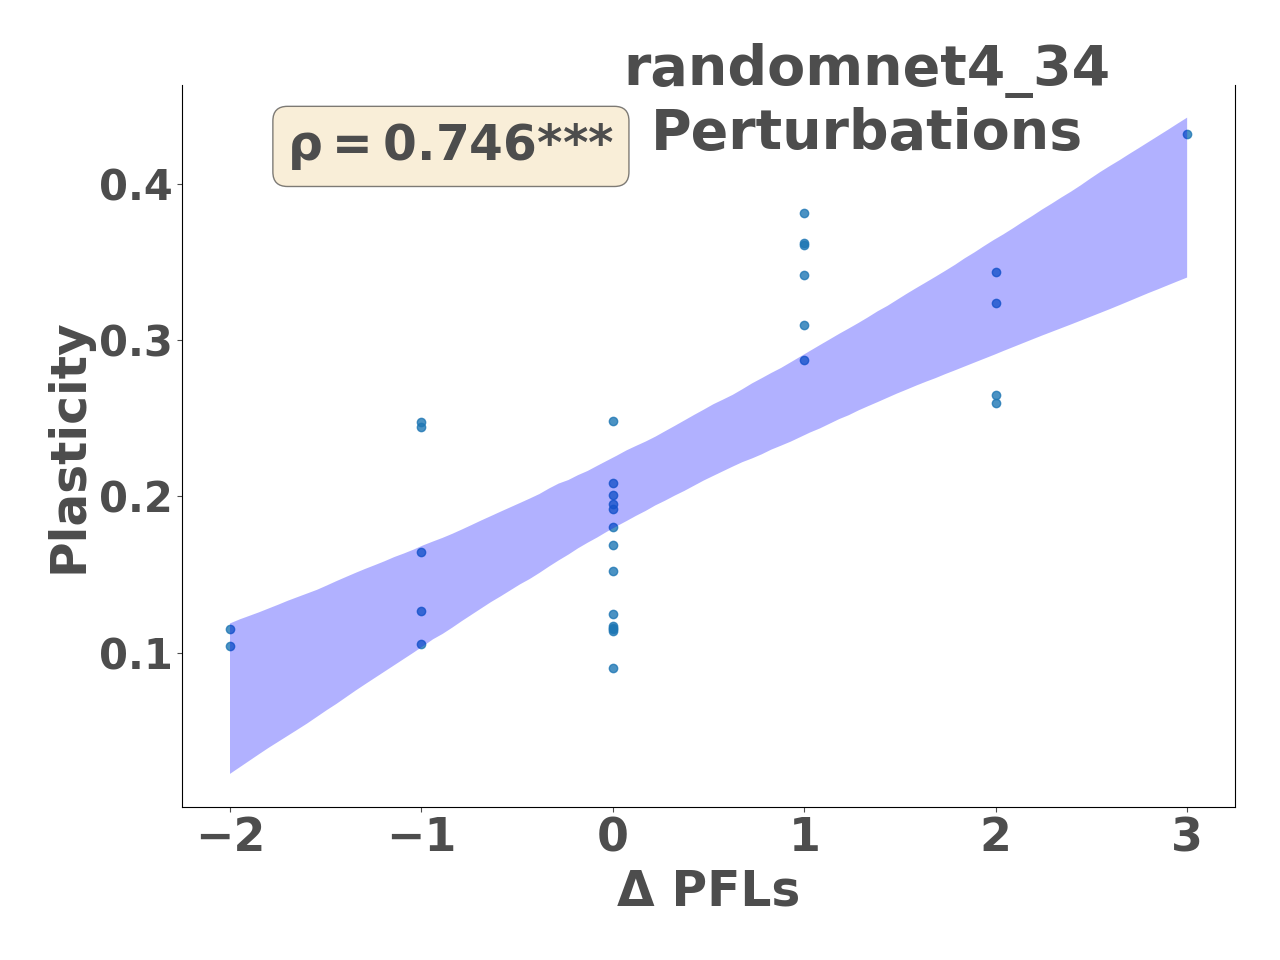 randomnet4_34
Perturbations
ρ = 0.746***
Plasticity
0.4
0.3
0.2
0.1
−2 −1 0 1 2 3
Δ PFLs